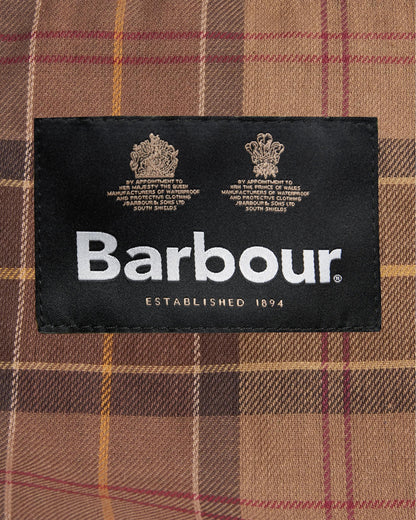 BY APPOINTMENT TO
HER MAJESTY THE QUEEN
MANUFACTURERS OF WATERPROOF
AND PROTECTIVE CLOTHING
J BARBOUR & SONS LTD
SOUTH SHIELDS
BY APPOINTMENT TO
HRH THE PRINCE OF WALES
MANUFACTURERS OF WATERPROOF
AND PROTECTIVE CLOTHING
J BARBOUR & SONS LTD
SOUTH SHIELDS
Barbour®
ESTABLISHED 1894